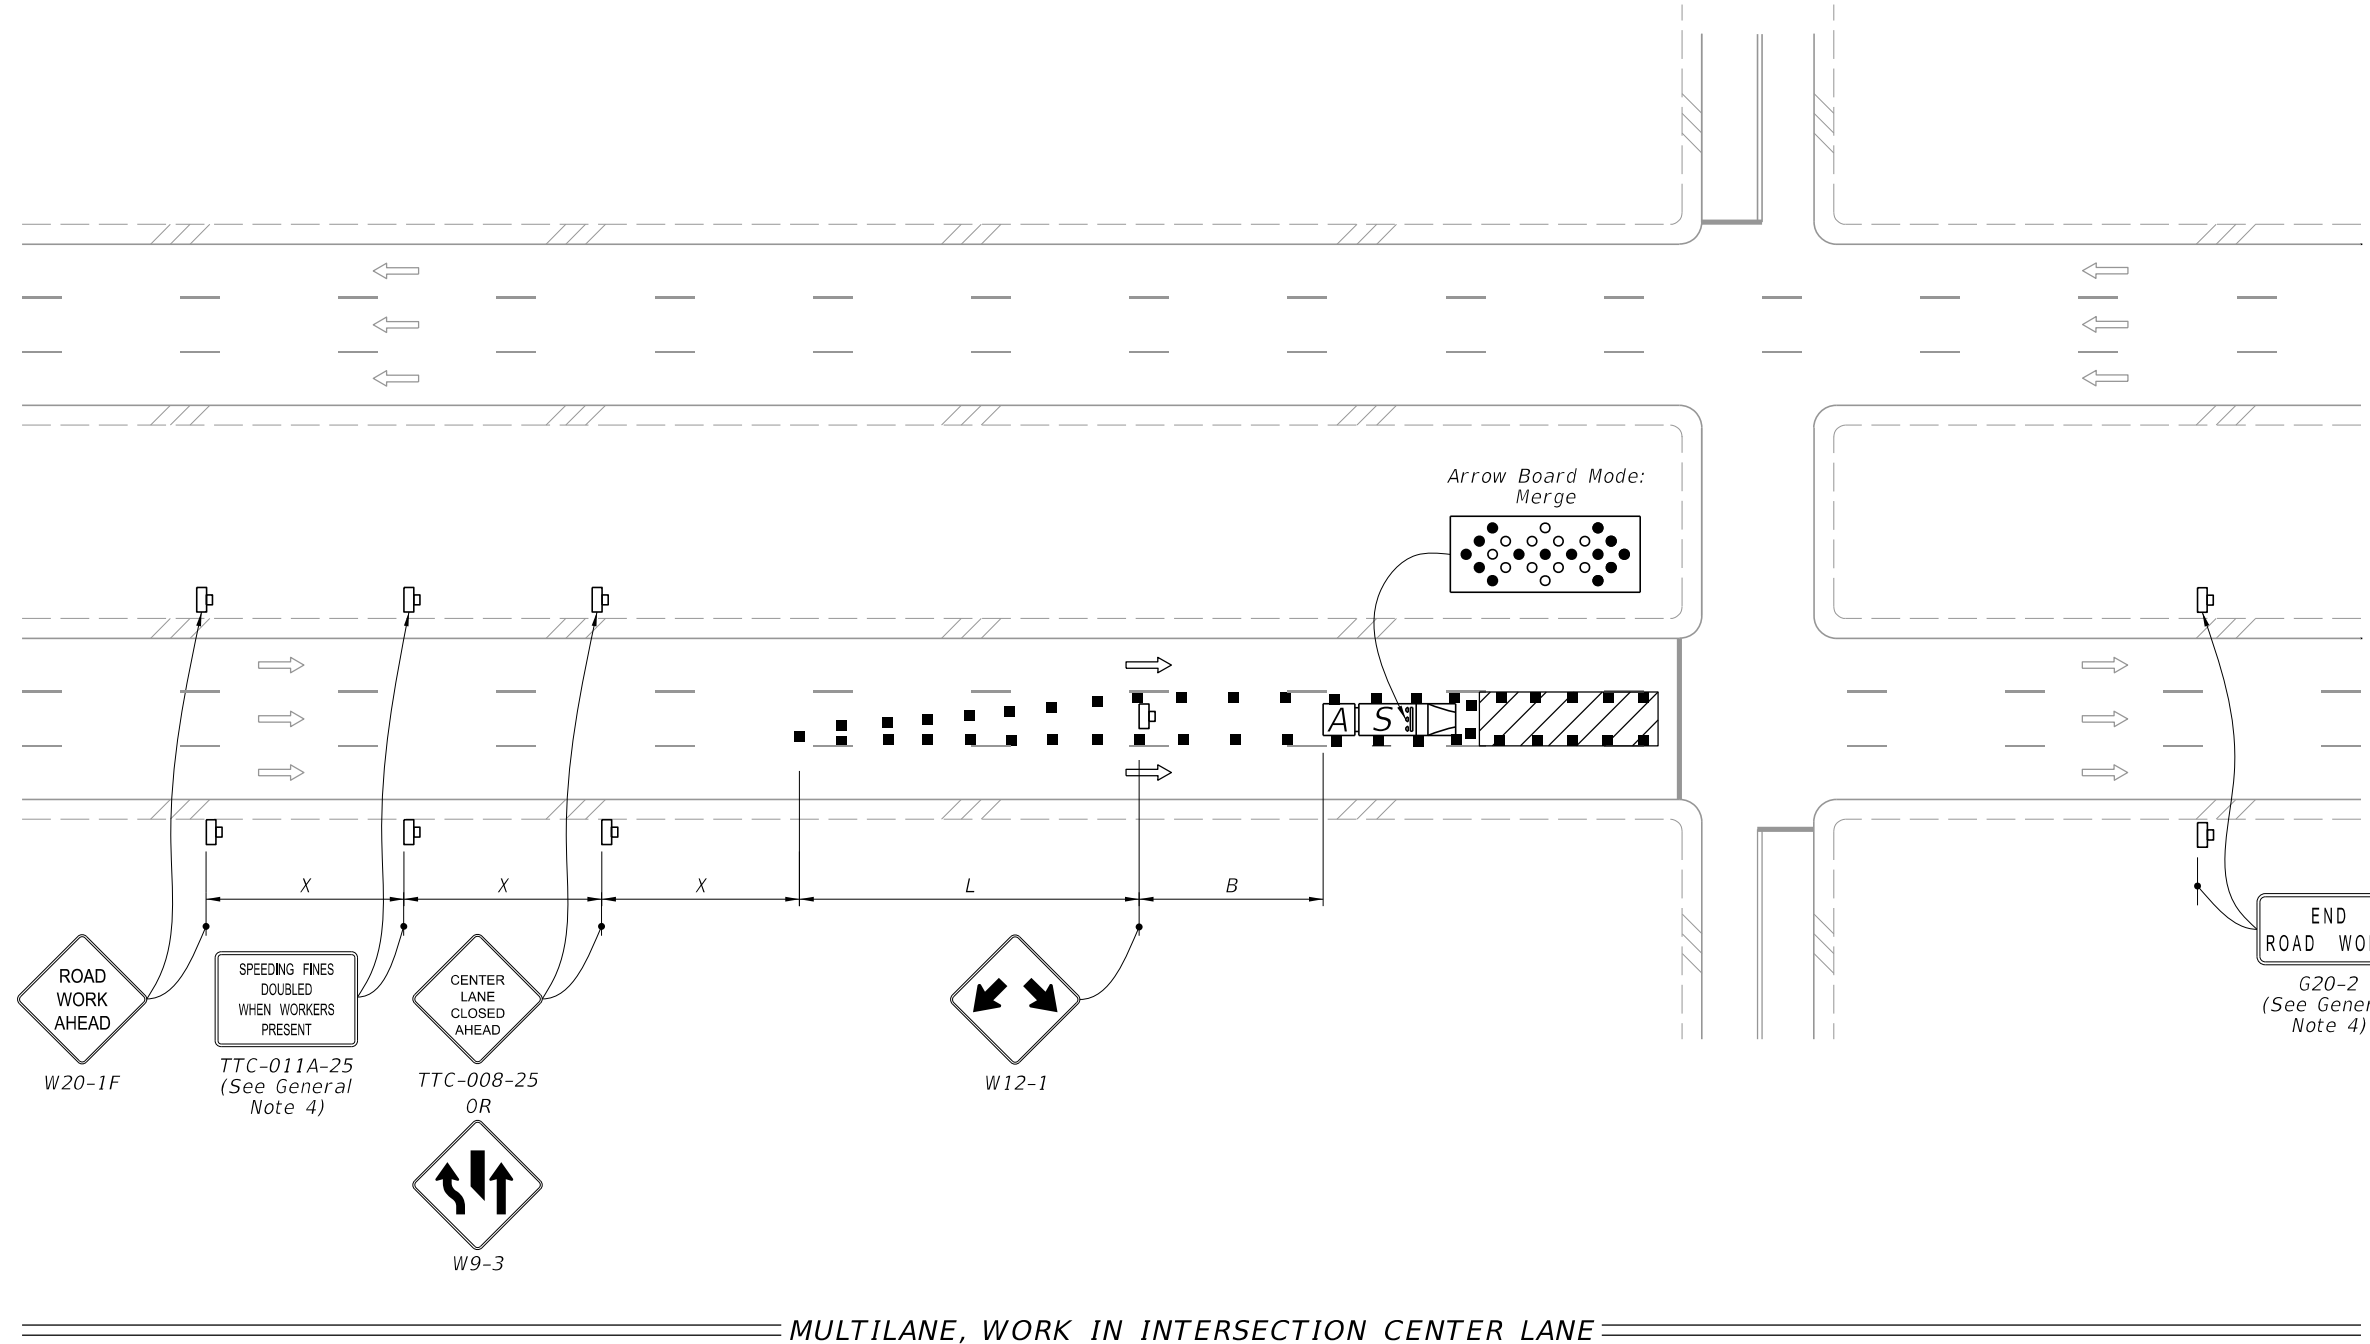 Arrow Board Mode:
Merge
A S
X X X L B
ROAD
WORK
AHEAD
W20-1F
SPEEDING FINES
DOUBLED
WHEN WORKERS
PRESENT
TTC-011A-25
(See General
Note 4)
CENTER
LANE
CLOSED
AHEAD
TTC-008-25
OR
W9-3
W12-1
END
ROAD
G20-2
(See
Note 4)
MULTILANE, WORK IN INTERSECTION CENTER LANE